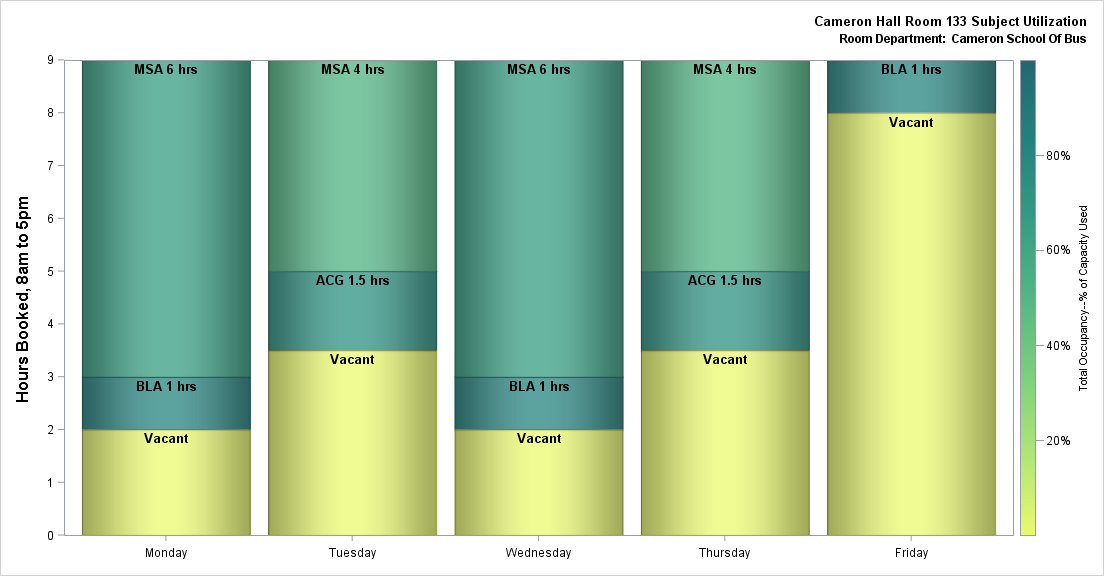 Cameron Hall Room 133 Subject Utilization
Room Department: Cameron School Of Bus
Hours Booked, 8am to 5pm
9
8
7
6
5
4
3
2
1
0
MSA 6 hrs
BLA 1 hrs
Vacant
MSA 4 hrs
ACG 1.5 hrs
Vacant
MSA 6 hrs
BLA 1 hrs
Vacant
MSA 4 hrs
ACG 1.5 hrs
Vacant
BLA 1 hrs
Vacant
Monday
Tuesday
Wednesday
Thursday
Friday
80%
60%
40%
20%
Total Occupancy--% of Capacity Used